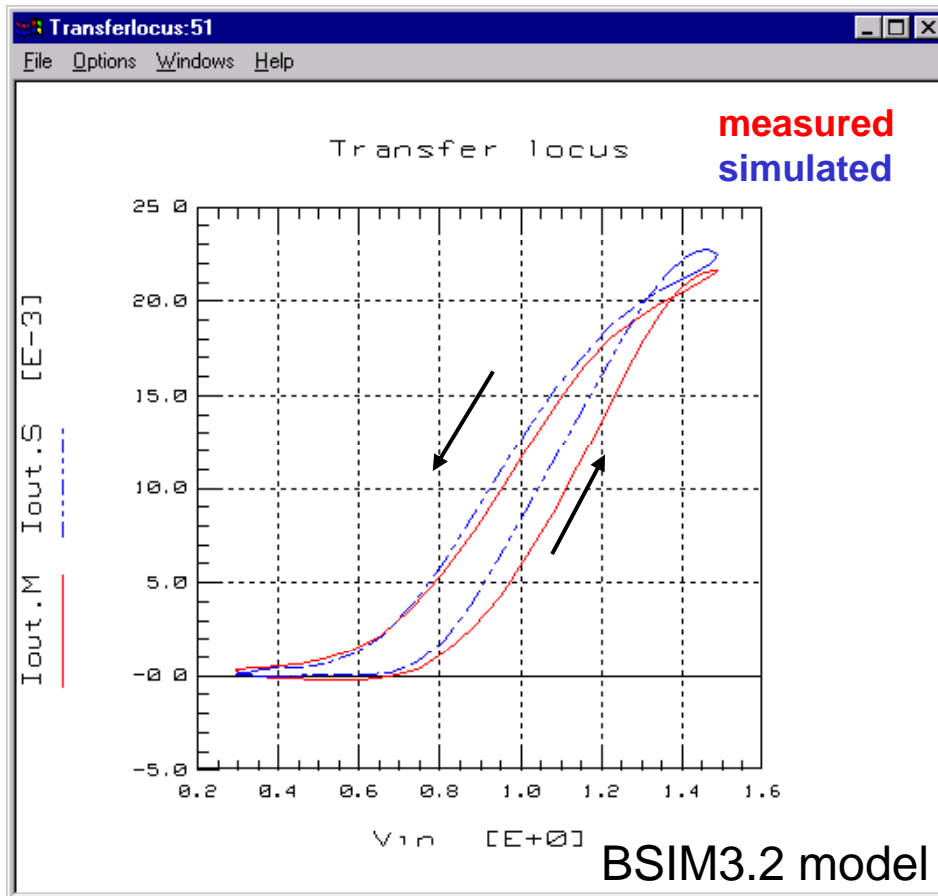 Transferlocus:51
File Options Windows Help
measured
simulated
Transfer locus
25 0
20.0
15.0
10.0
5.0
-0 0
-5.0
0.2 0.4 0.6 0.8 1.0 1.2 1.4 1.6
Iout.M Iout.S [E-3]
Vin [E+0]
BSIM3.2 model